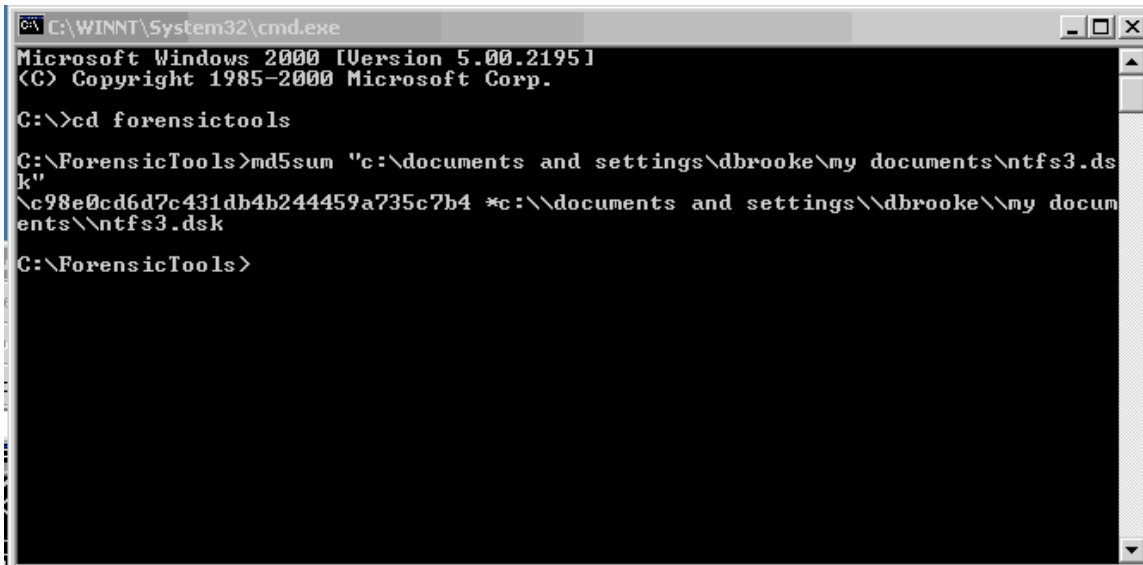 C:\WINNT\System32\cmd.exe
Microsoft Windows 2000 [Version 5.00.2195]
(C) Copyright 1985-2000 Microsoft Corp.
C:\>cd forensictools
C:\ForensicTools>md5sum "c:\documents and settings\dbrooke\my documents\ntfs3.ds
k"
\c98e0cd6d7c431db4b244459a735c7b4 *c:\\documents and settings\\dbrooke\\my docum
ents\\ntfs3.dsk
C:\ForensicTools>